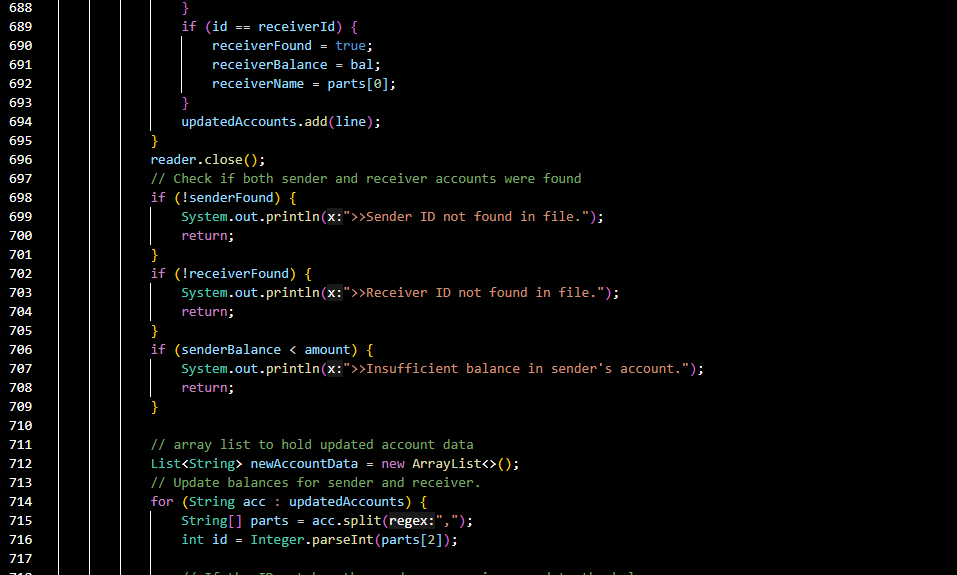 688 }
689 if (id == receiverId) {
690 receiverFound = true;
691 receiverBalance = bal;
692 receiverName = parts[0];
693 }
694 updatedAccounts.add(line);
695 }
696 reader.close();
697 // Check if both sender and receiver accounts were found
698 if (!senderFound) {
699 System.out.println(x:">>Sender ID not found in file.");
700 return;
701 }
702 if (!receiverFound) {
703 System.out.println(x:">>Receiver ID not found in file.");
704 return;
705 }
706 if (senderBalance < amount) {
707 System.out.println(x:">>Insufficient balance in sender's account.");
708 return;
709 }
710
711 // array list to hold updated account data
712 List<String> newAccountData = new ArrayList<>();
713 // Update balances for sender and receiver.
714 for (String acc : updatedAccounts) {
715 String[] parts = acc.split(regex:",");
716 int id = Integer.parseInt(parts[2]);
717